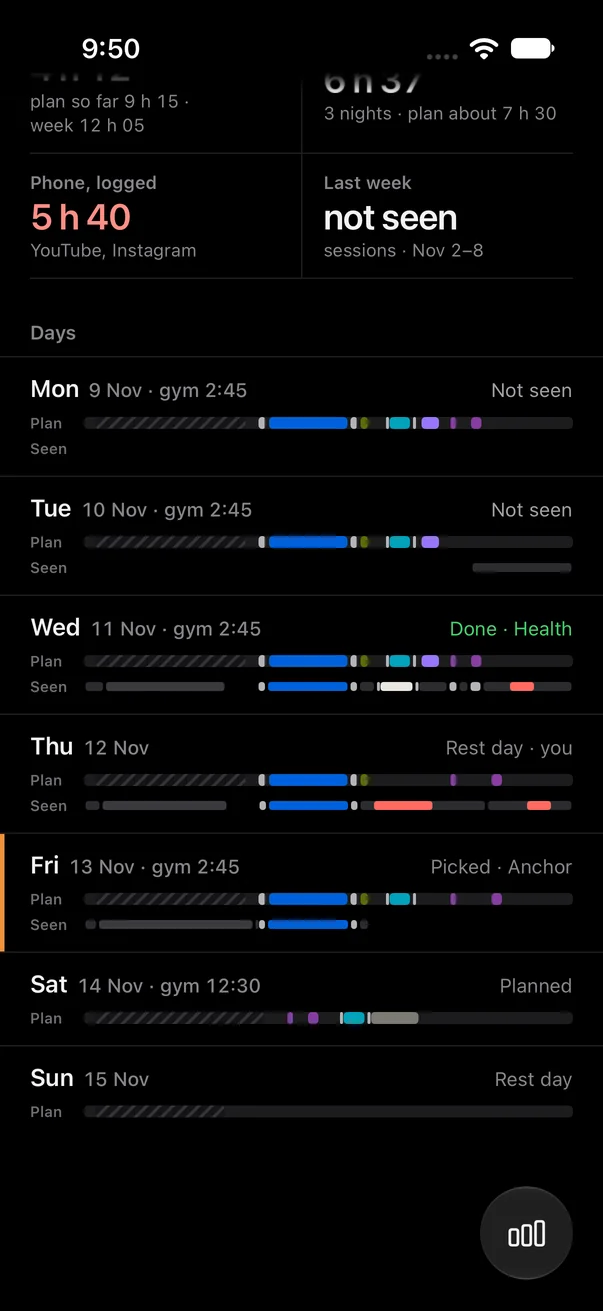 9:50
6 h 37
plan so far 9 h 15 ·
week 12 h 05
3 nights · plan about 7 h 30
Phone, logged
5 h 40
YouTube, Instagram
Last week
not seen
sessions · Nov 2–8
Days
Mon 9 Nov · gym 2:45 Not seen
Plan
Seen
Tue 10 Nov · gym 2:45 Not seen
Plan
Seen
Wed 11 Nov · gym 2:45 Done · Health
Plan
Seen
Thu 12 Nov Rest day · you
Plan
Seen
Fri 13 Nov · gym 2:45 Picked · Anchor
Plan
Seen
Sat 14 Nov · gym 12:30 Planned
Plan
Sun 15 Nov Rest day
Plan